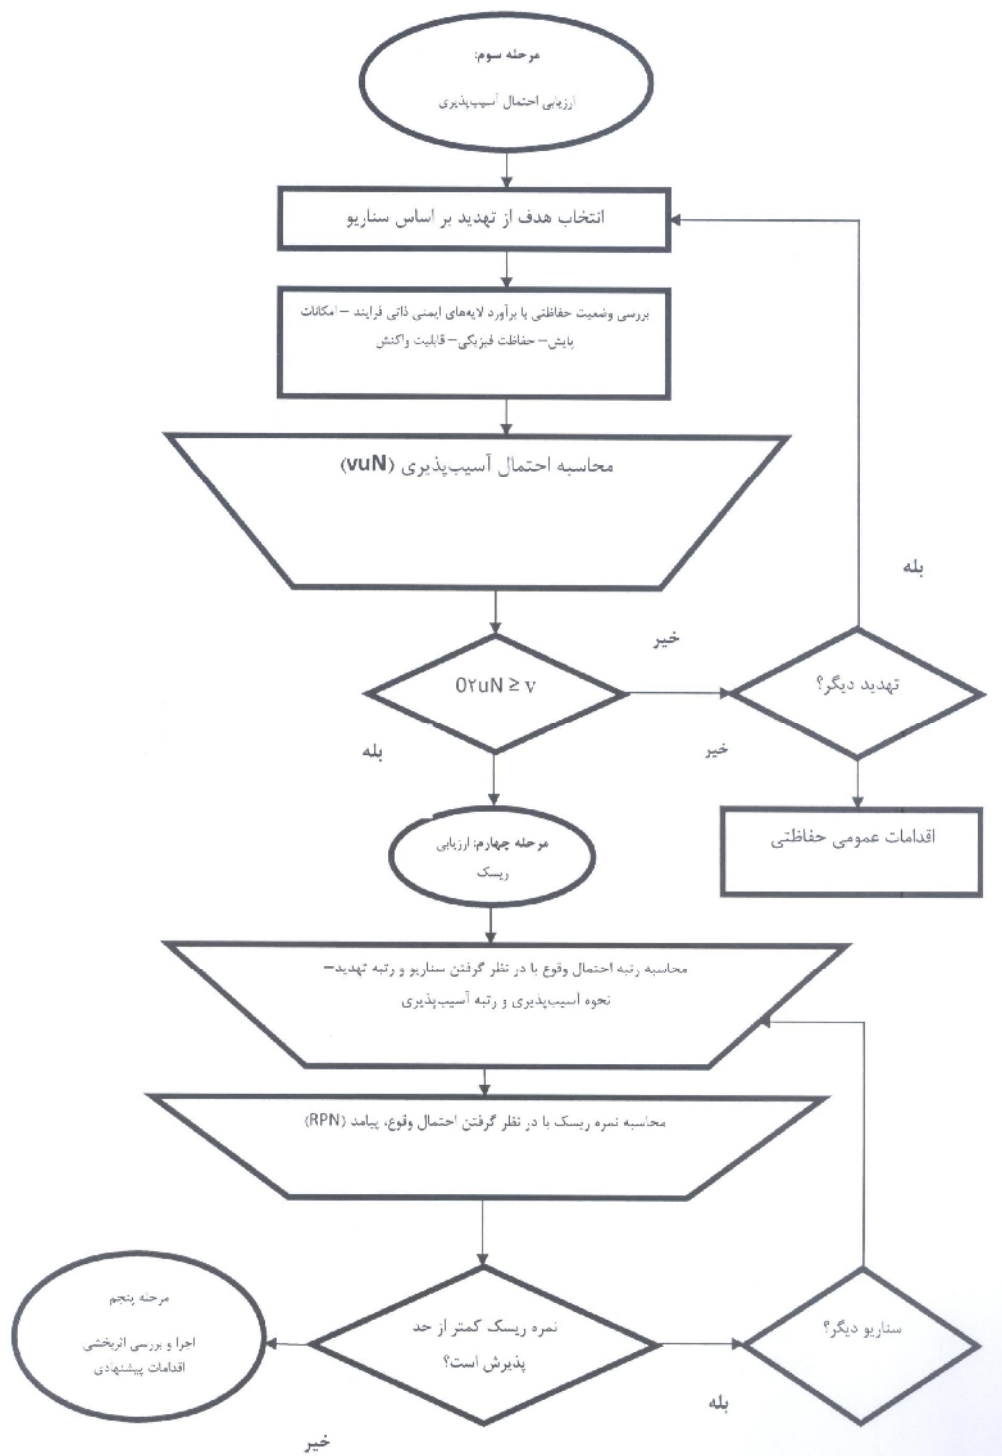 مرحله سوم:
ارزیابی احتمال آسیب‌پذیری
انتخاب هدف از تهدید بر اساس سناریو
بررسی وضعیت حفاظتی با برآورد لایه‌های ایمنی ذاتی فرایند – امکانات
پایش – حفاظت فیزیکی – قابلیت واکنش
محاسبه احتمال آسیب‌پذیری (vuN)
بله
خیر
0۲uN ≥ v
تهدید دیگر؟
بله
خیر
مرحله چهارم: ارزیابی
ریسک
اقدامات عمومی حفاظتی
محاسبه رتبه احتمال وقوع با در نظر گرفتن سناریو و رتبه تهدید –
نحوه آسیب‌پذیری و رتبه آسیب‌پذیری
محاسبه نمره ریسک با در نظر گرفتن احتمال وقوع، پیامد (RPN)
سناریو دیگر؟
نمره ریسک کمتر از حد
پذیرش است؟
مرحله پنجم
اجرا و بررسی اثربخشی
اقدامات پیشنهادی
بله
خیر